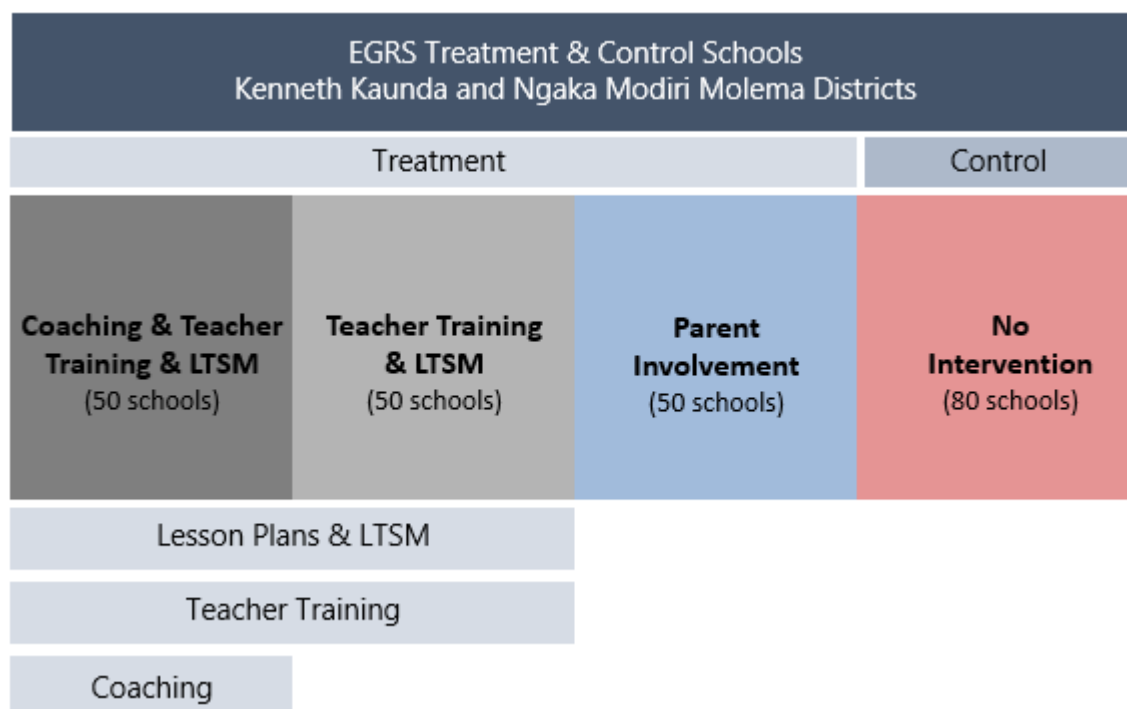 EGRS Treatment & Control Schools
Kenneth Kaunda and Ngaka Modiri Molema Districts
Treatment
Control
Coaching & Teacher
Training & LTSM
(50 schools)
Teacher Training
& LTSM
(50 schools)
Parent
Involvement
(50 schools)
No
Intervention
(80 schools)
Lesson Plans & LTSM
Teacher Training
Coaching